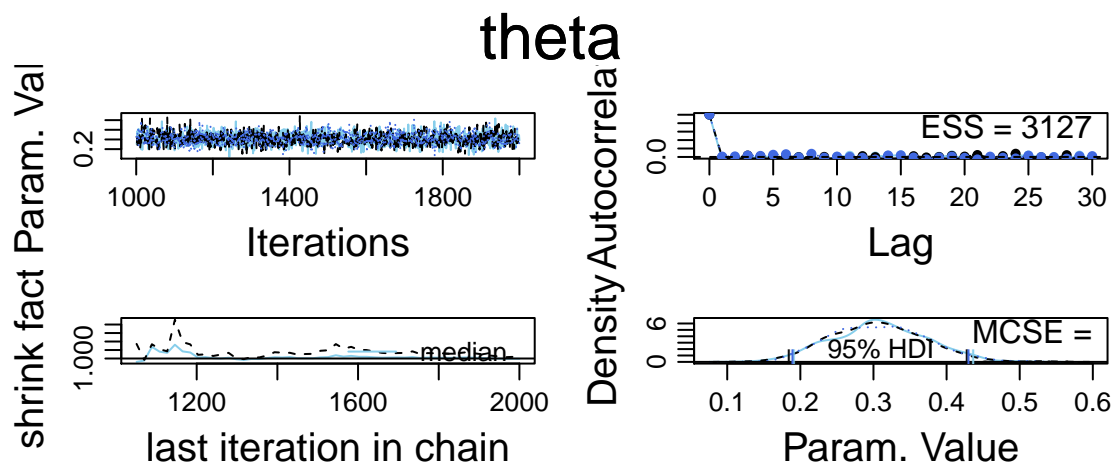 theta
Param. Val
0.2
1000 1400 1800
Iterations
Autocorrela
0.0
ESS = 3127
0 5 10 15 20 25 30
Lag
shrink fact
1.000
median
1200 1600 2000
last iteration in chain
Density
0 6
MCSE =
95% HDI
0.1 0.2 0.3 0.4 0.5 0.6
Param. Value